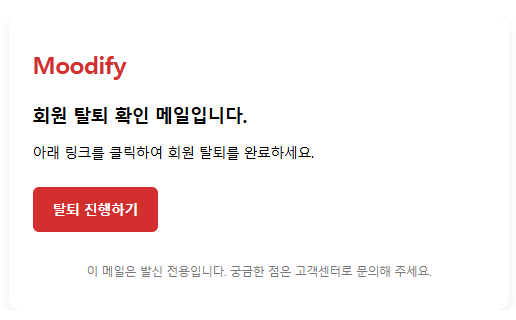 Moodify
회원 탈퇴 확인 메일입니다.
아래 링크를 클릭하여 회원 탈퇴를 완료하세요.
탈퇴 진행하기
이 메일은 발신 전용입니다. 궁금한 점은 고객센터로 문의해 주세요.